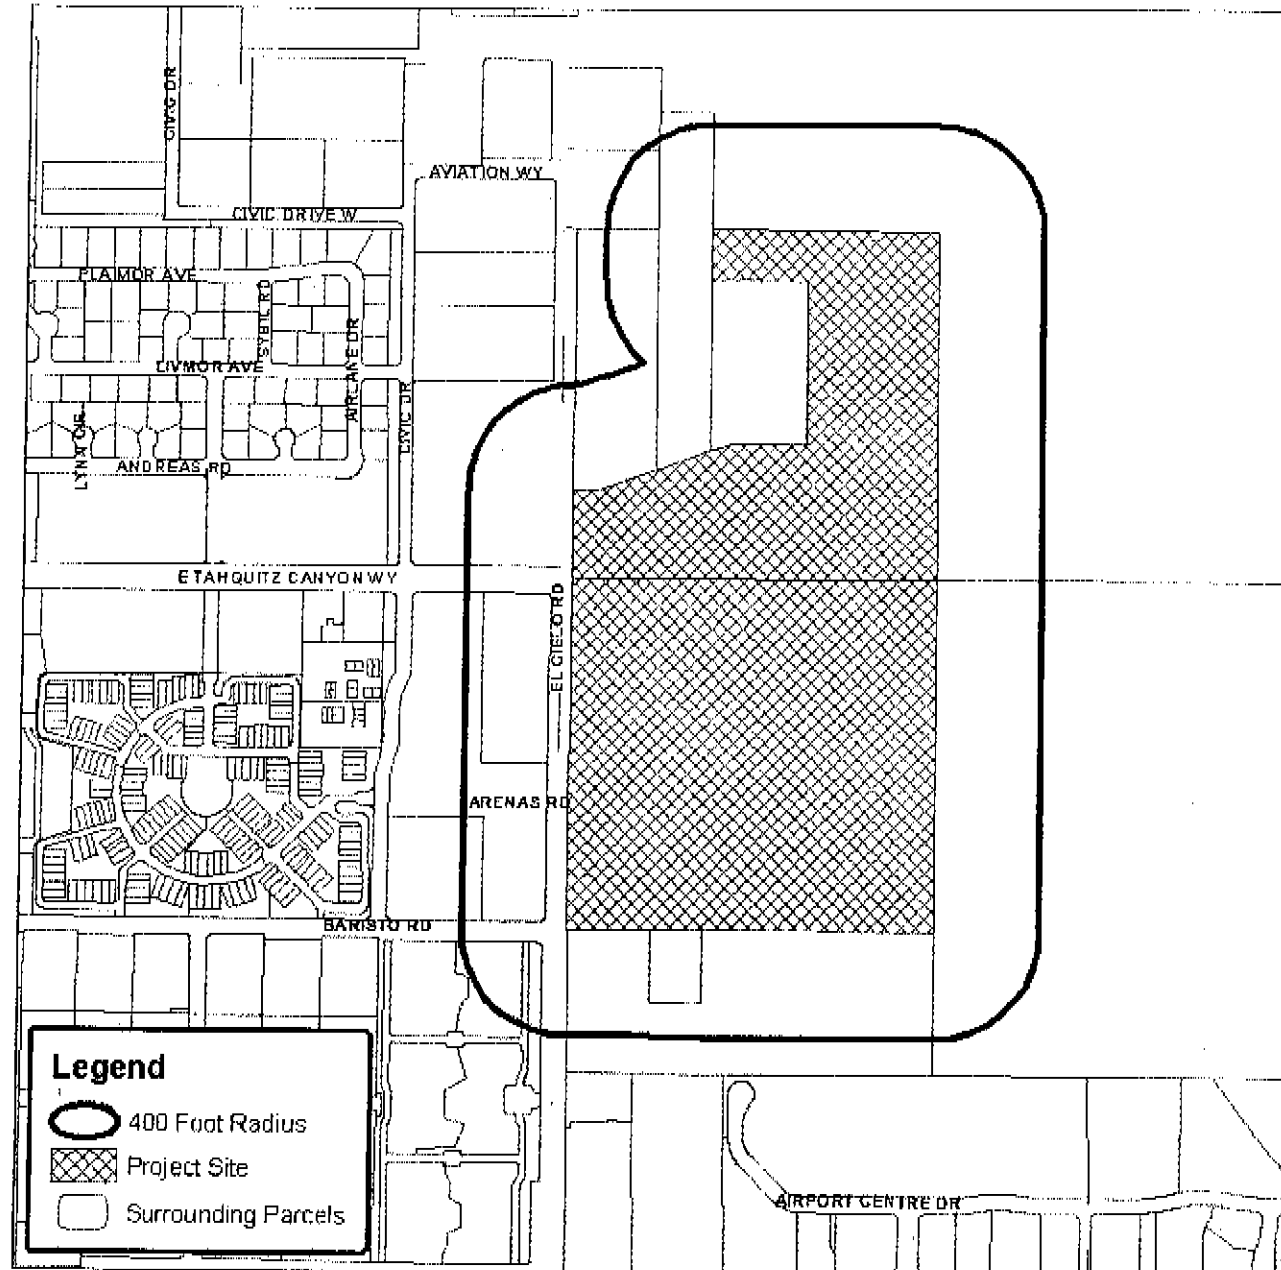 CIVIC DR
AVIATION WY
CIVIC DRIVE W
PLAIMOR AVE
SYBIL RD
AIRLANE DR
LIVMOR AVE
CIVIC DR
LYNN CIR
ANDREAS RD
E TAHQUITZ CANYON WY
EL CIELO RD
ARENAS RD
BARISTO RD
Legend
400 Foot Radius
Project Site
Surrounding Parcels
AIRPORT CENTRE DR